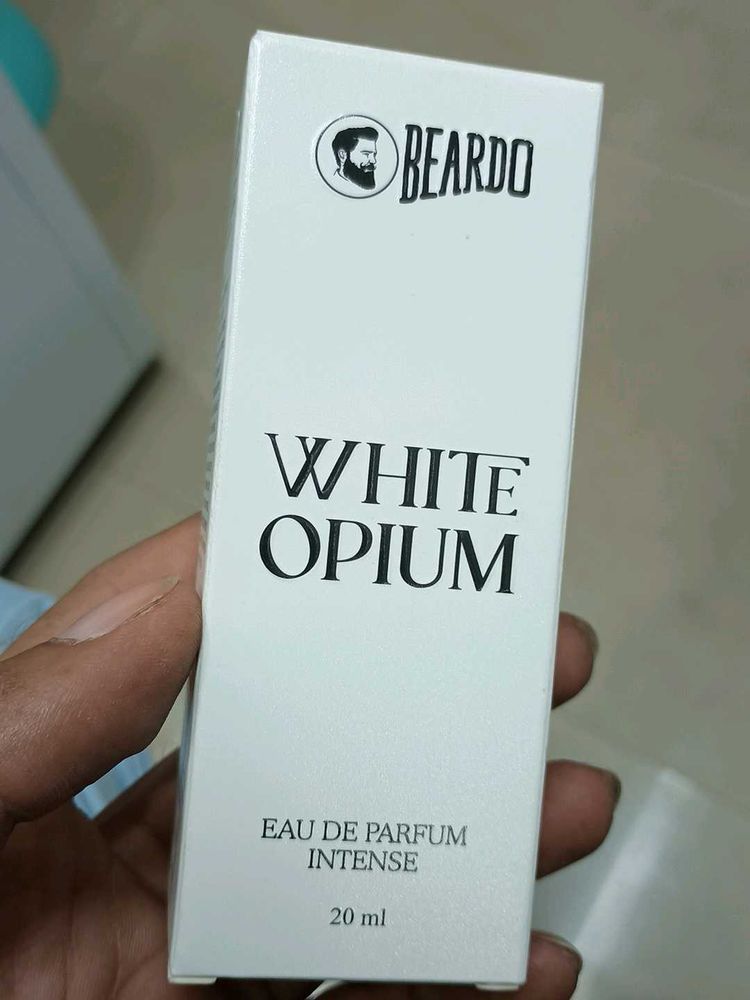 BEARDO
WHITE
OPIUM
EAU DE PARFUM
INTENSE
20 ml